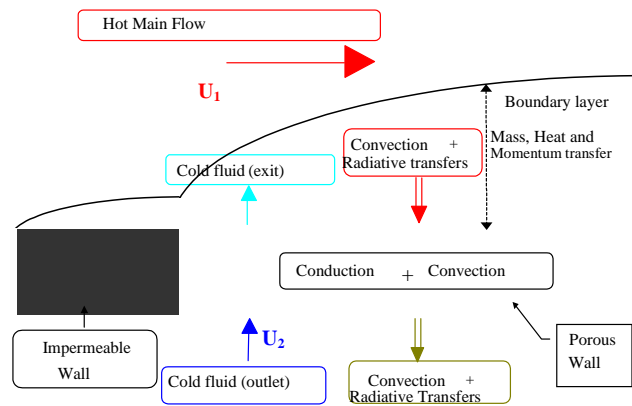 Hot Main Flow
U1
Boundary layer
Mass, Heat and
Momentum transfer
Convection +
Radiative transfers
Cold fluid (exit)
Conduction + Convection
U2
Impermeable
Wall
Cold fluid (outlet)
Convection +
Radiative Transfers
Porous
Wall